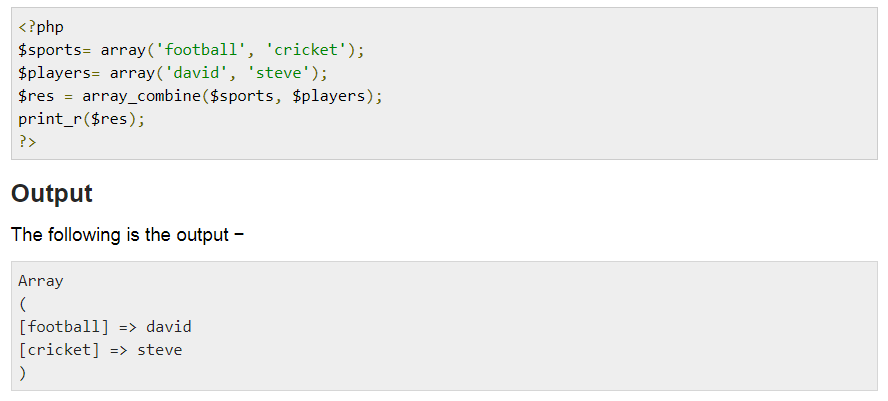 <?php
$sports= array('football', 'cricket');
$players= array('david', 'steve');
$res = array_combine($sports, $players);
print_r($res);
?>
Output
The following is the output −
Array
(
[football] => david
[cricket] => steve
)